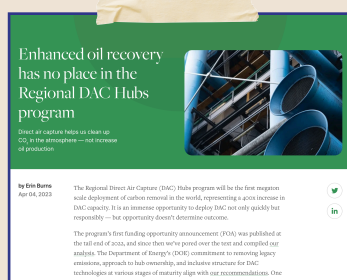 Enhanced oil recovery
has no place in the
Regional DAC Hubs
program
Direct air capture helps us clean up
CO₂ in the atmosphere — not increase
oil production
by Erin Burns
Apr 04, 2023
The Regional Direct Air Capture (DAC) Hubs program will be the first megaton
scale deployment of carbon removal in the world, representing a 400x increase in
DAC capacity. It is an immense opportunity to deploy DAC not only quickly but
responsibly — but opportunity doesn't determine outcome.
The program's first funding opportunity announcement (FOA) was published at
the tail end of 2022, and since then we've pored over the text and compiled our
analysis. The Department of Energy's (DOE) commitment to removing legacy
emissions, approach to hub ownership, and inclusive structure for DAC
technologies at various stages of maturity align with our recommendations. One